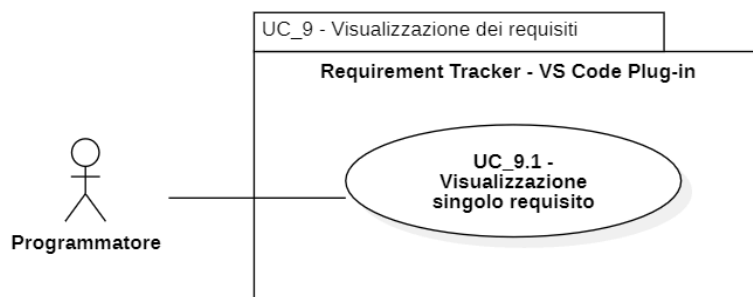 UC_9 - Visualizzazione dei requisiti
Requirement Tracker - VS Code Plug-in
UC_9.1 -
Visualizzazione
singolo requisito
Programmatore